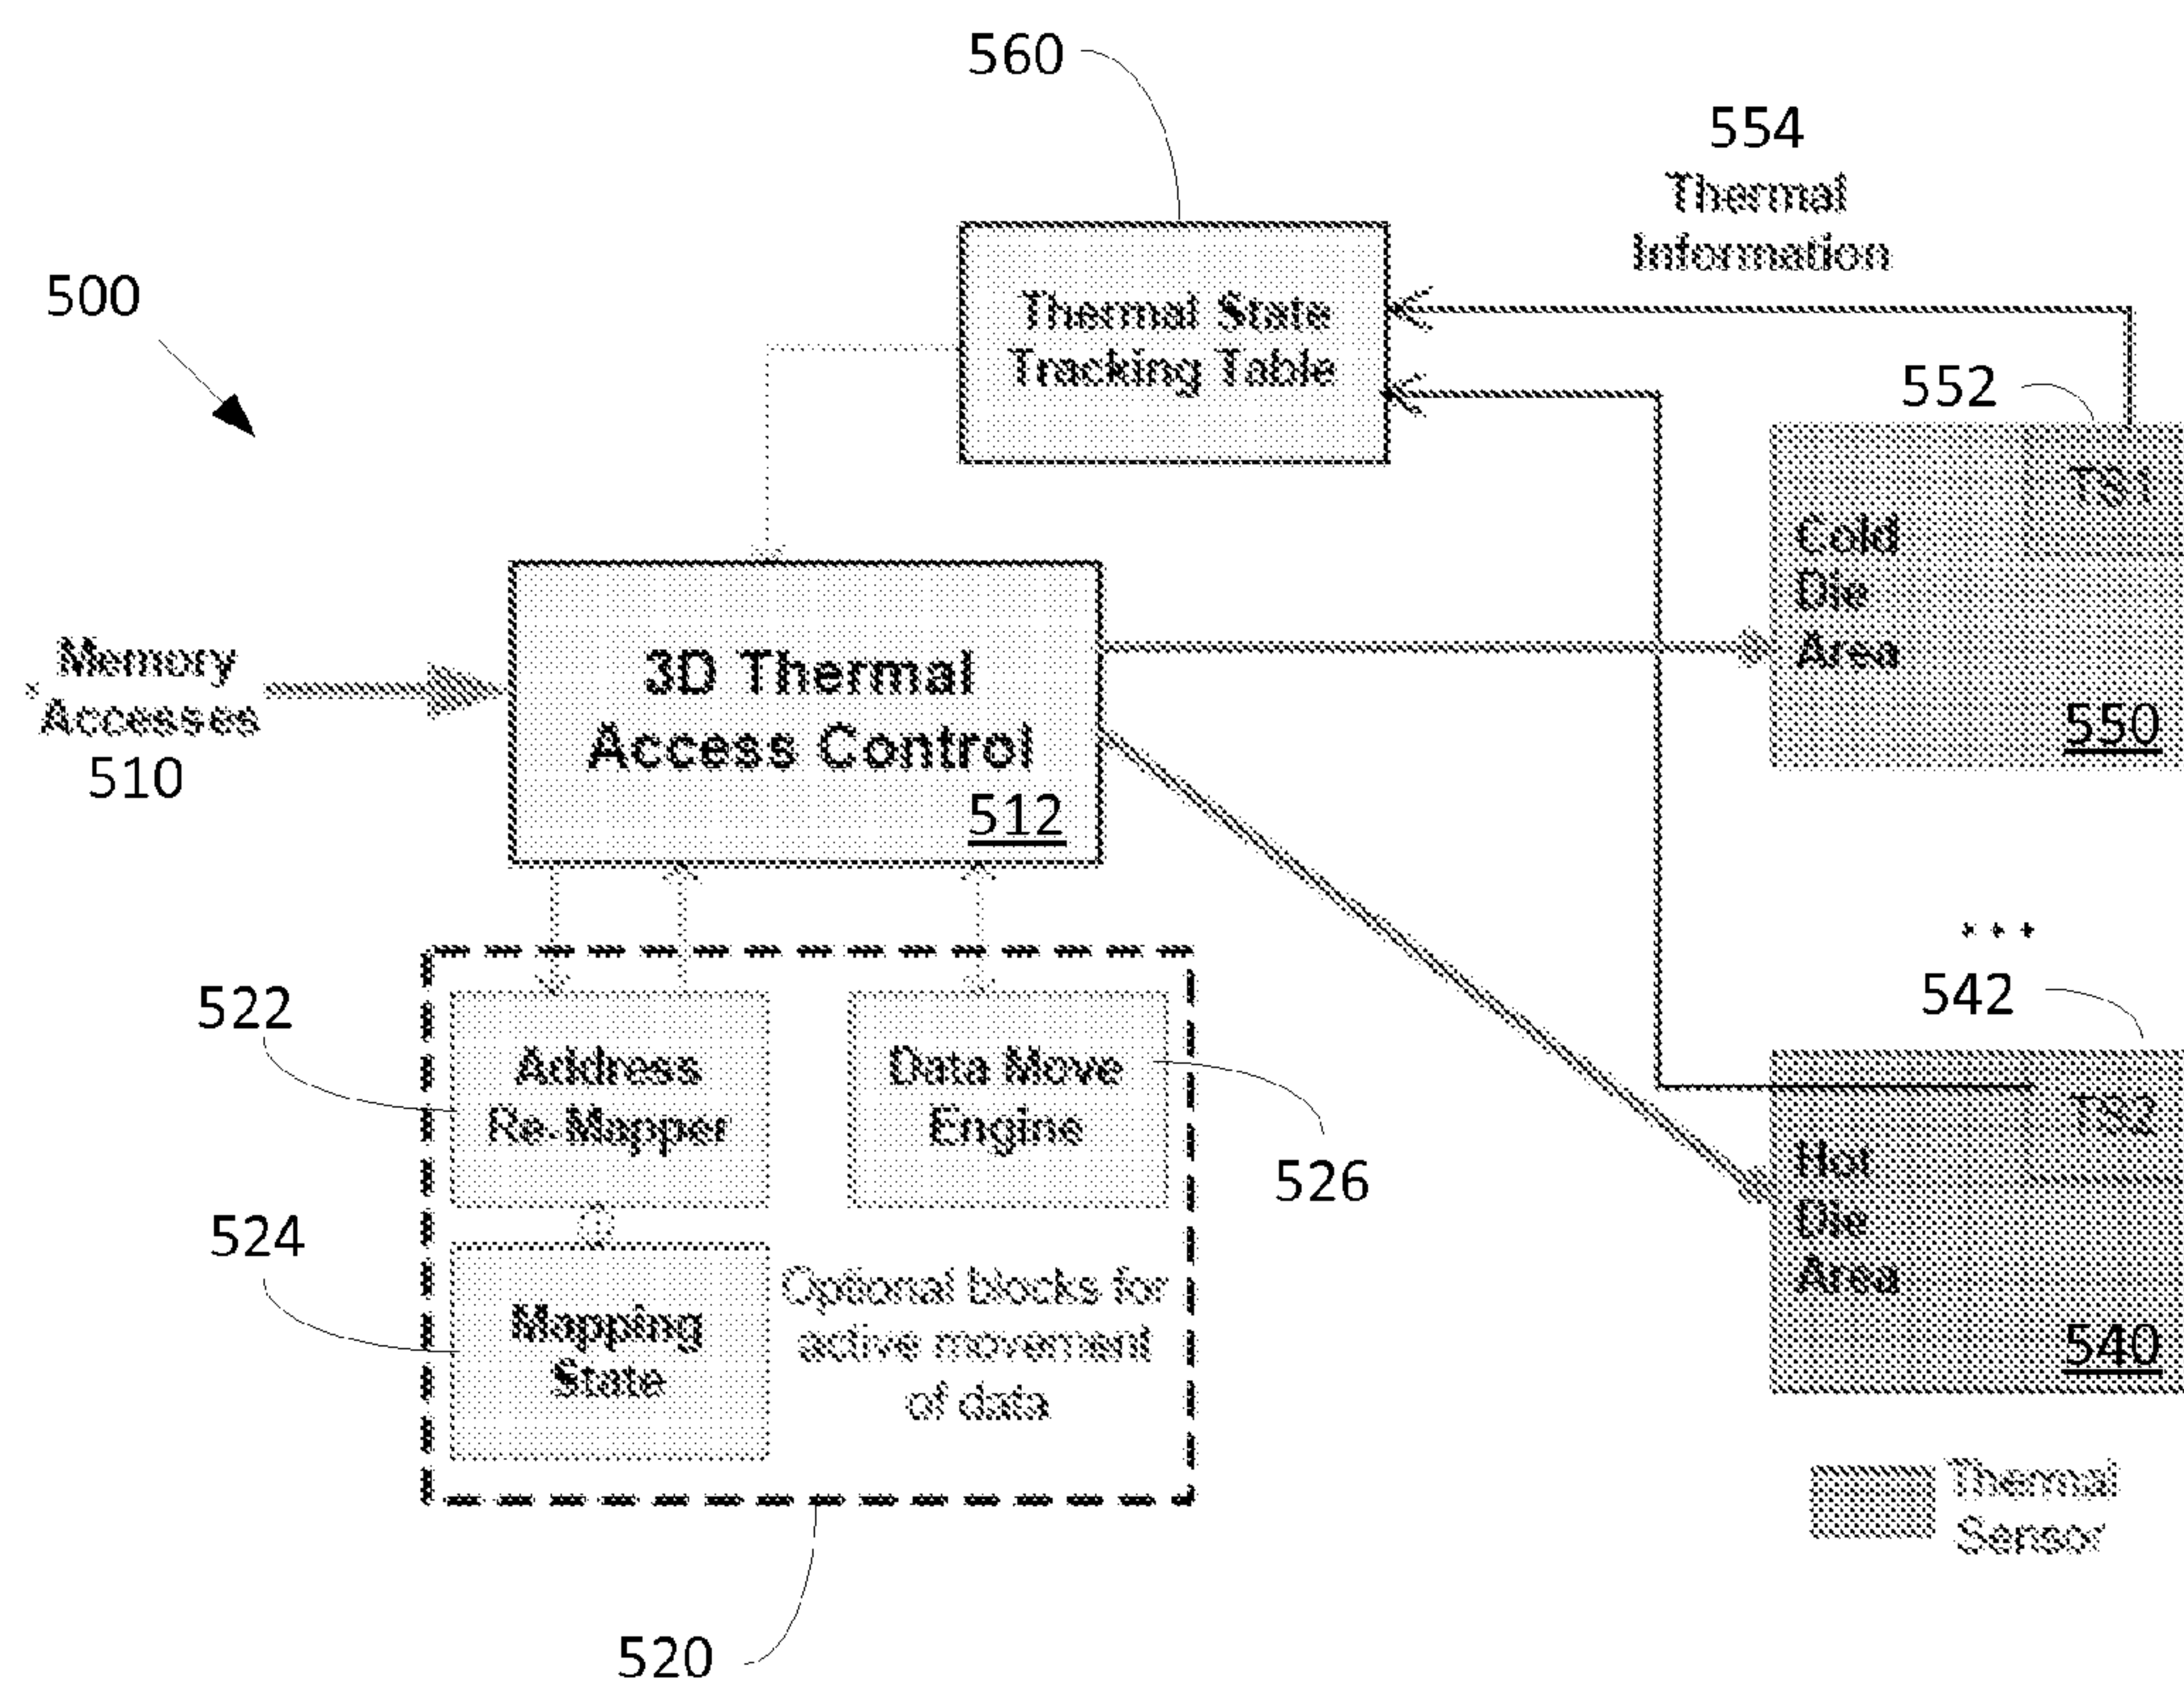 560
554
Thermal
Information
500
Thermal State
Tracking Table
552
TS1
Cold
Die
Area
550
Memory
Accesses
510
3D Thermal
Access Control
512
...
542
TS2
Hot
Die
Area
540
522
Address
Re-Mapper
Data Move
Engine
526
524
Mapping
State
Optional blocks for
active movement
of data
Thermal
Sensor
520